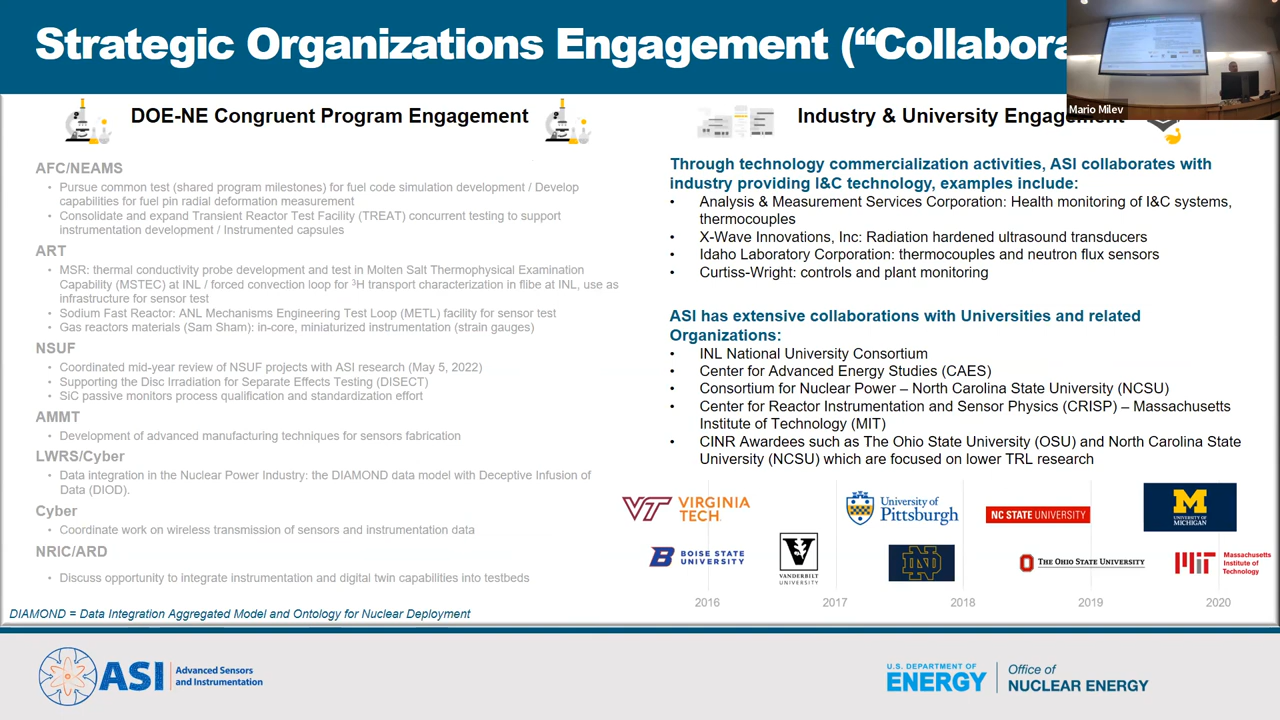 Strategic Organizations Engagement (“Collabora
Mario Milev
DOE-NE Congruent Program Engagement
AFC/NEAMS
• Pursue common test (shared program milestones) for fuel code simulation development / Develop
capabilities for fuel pin radial deformation measurement
• Consolidate and expand Transient Reactor Test Facility (TREAT) concurrent testing to support
instrumentation development / Instrumented capsules
ART
• MSR: thermal conductivity probe development and test in Molten Salt Thermophysical Examination
Capability (MSTEC) at INL / forced convection loop for ³H transport characterization in flibe at INL, use as
infrastructure for sensor test
• Sodium Fast Reactor: ANL Mechanisms Engineering Test Loop (METL) facility for sensor test
• Gas reactors materials (Sam Sham): in-core, miniaturized instrumentation (strain gauges)
NSUF
• Coordinated mid-year review of NSUF projects with ASI research (May 5, 2022)
• Supporting the Disc Irradiation for Separate Effects Testing (DISECT)
• SiC passive monitors process qualification and standardization effort
AMMT
• Development of advanced manufacturing techniques for sensors fabrication
LWRS/Cyber
• Data integration in the Nuclear Power Industry: the DIAMOND data model with Deceptive Infusion of
Data (DIOD).
Cyber
• Coordinate work on wireless transmission of sensors and instrumentation data
NRIC/ARD
• Discuss opportunity to integrate instrumentation and digital twin capabilities into testbeds
DIAMOND = Data Integration Aggregated Model and Ontology for Nuclear Deployment
Industry & University Engagement
Through technology commercialization activities, ASI collaborates with
industry providing I&C technology, examples include:
• Analysis & Measurement Services Corporation: Health monitoring of I&C systems,
thermocouples
• X-Wave Innovations, Inc: Radiation hardened ultrasound transducers
• Idaho Laboratory Corporation: thermocouples and neutron flux sensors
• Curtiss-Wright: controls and plant monitoring
ASI has extensive collaborations with Universities and related
Organizations:
• INL National University Consortium
• Center for Advanced Energy Studies (CAES)
• Consortium for Nuclear Power – North Carolina State University (NCSU)
• Center for Reactor Instrumentation and Sensor Physics (CRISP) – Massachusetts
Institute of Technology (MIT)
• CINR Awardees such as The Ohio State University (OSU) and North Carolina State
University (NCSU) which are focused on lower TRL research
VT VIRGINIA
TECH.
University of
Pittsburgh
NC STATE UNIVERSITY
M
UNIVERSITY OF
MICHIGAN
B BOISE STATE
UNIVERSITY
V
VANDERBILT
UNIVERSITY
ND
THE OHIO STATE UNIVERSITY
Massachusetts
Institute of
Technology
2016 2017 2018 2019 2020
ASI Advanced Sensors
and Instrumentation
U.S. DEPARTMENT OF
ENERGY
Office of
NUCLEAR ENERGY